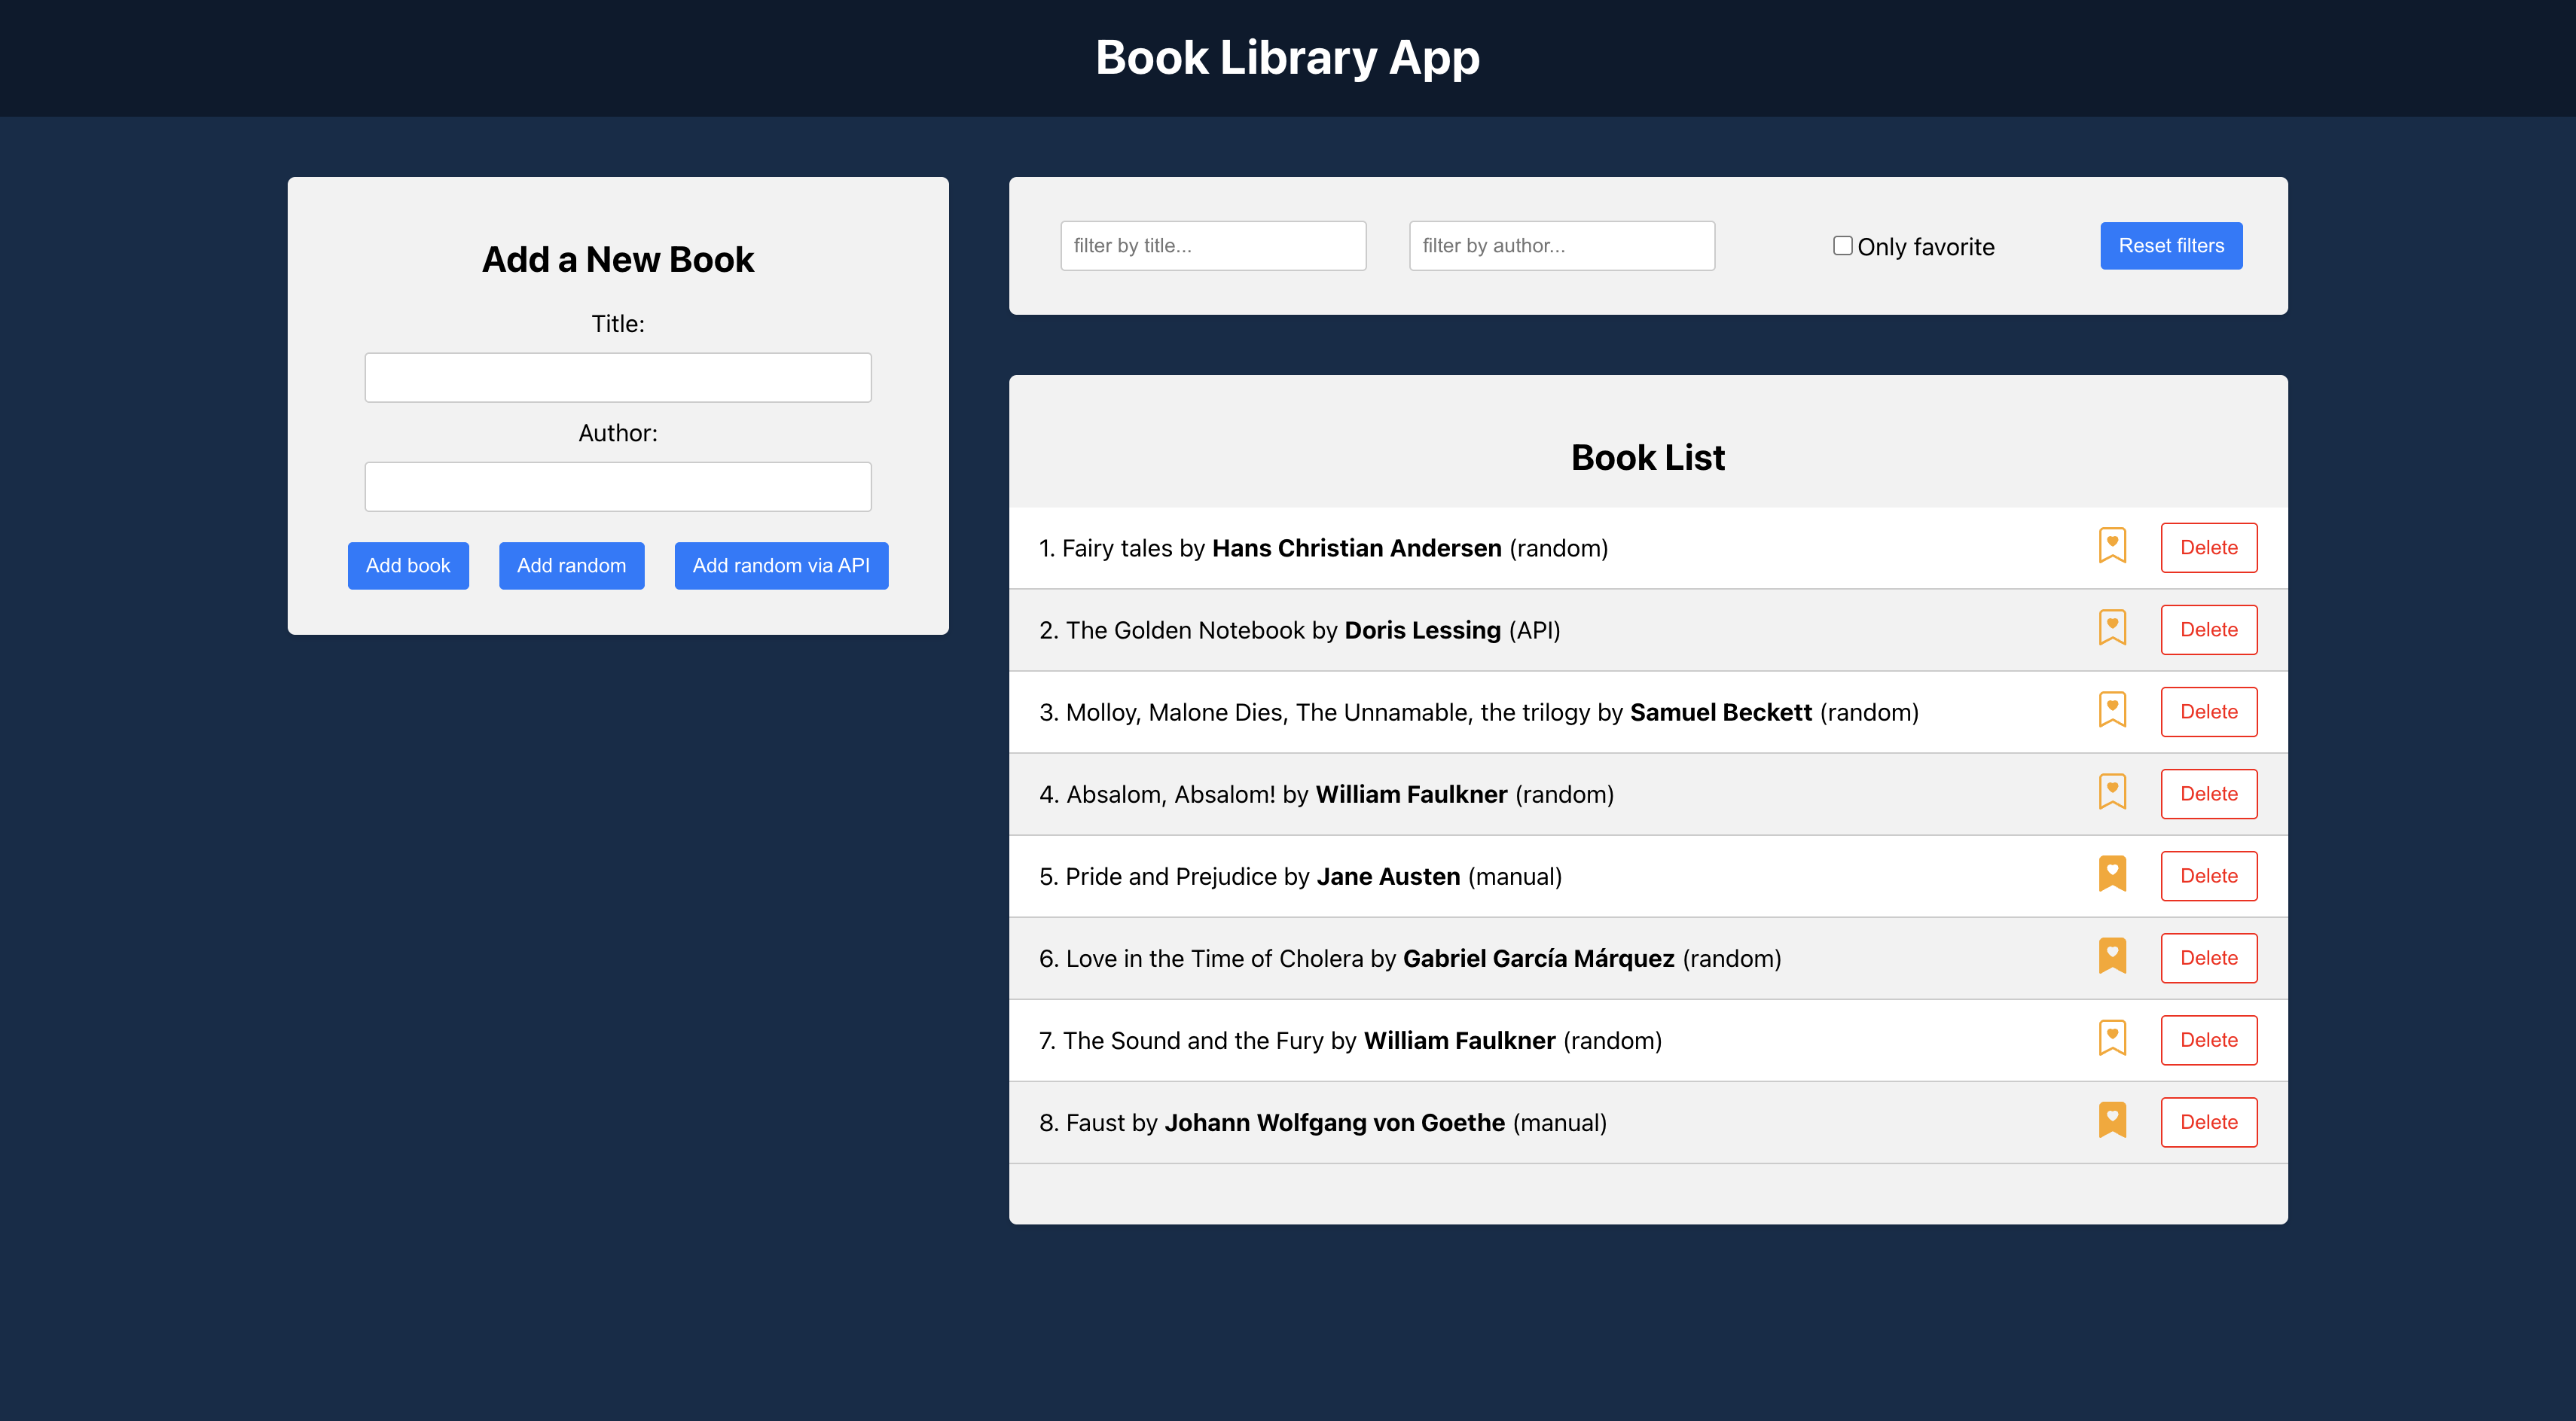 Book Library App
Add a New Book
Title:
Author:
Add book Add random Add random via API
filter by title... filter by author... Only favorite Reset filters
Book List
1. Fairy tales by Hans Christian Andersen (random) Delete
2. The Golden Notebook by Doris Lessing (API) Delete
3. Molloy, Malone Dies, The Unnamable, the trilogy by Samuel Beckett (random) Delete
4. Absalom, Absalom! by William Faulkner (random) Delete
5. Pride and Prejudice by Jane Austen (manual) Delete
6. Love in the Time of Cholera by Gabriel García Márquez (random) Delete
7. The Sound and the Fury by William Faulkner (random) Delete
8. Faust by Johann Wolfgang von Goethe (manual) Delete